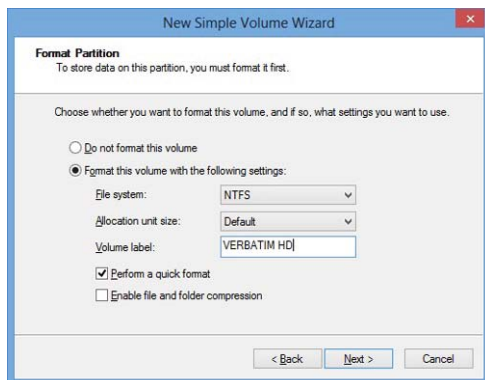 New Simple Volume Wizard
Format Partition
To store data on this partition, you must format it first.
Choose whether you want to format this volume, and if so, what settings you want to use.
Do not format this volume
Format this volume with the following settings:
File system: NTFS
Allocation unit size: Default
Volume label: VERBATIM HD
Perform a quick format
Enable file and folder compression
< Back Next > Cancel